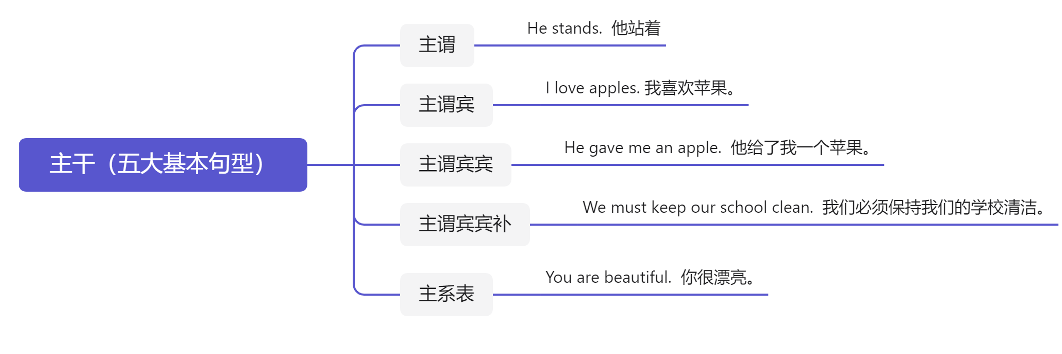 主干（五大基本句型）
主谓
He stands. 他站着
主谓宾
I love apples. 我喜欢苹果。
主谓宾宾
He gave me an apple. 他给了我一个苹果。
主谓宾宾补
We must keep our school clean. 我们必须保持我们的学校清洁。
主系表
You are beautiful. 你很漂亮。